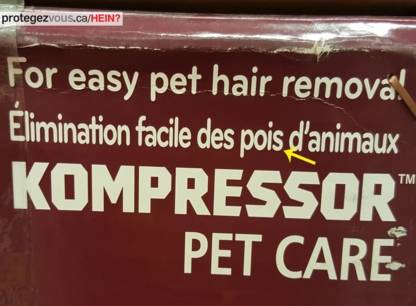 protegezvous.ca/HEIN?
For easy pet hair removal
Élimination facile des pois d'animaux
KOMPRESSOR™
PET CARE